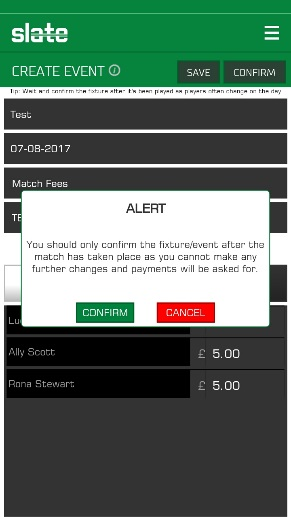 slate
CREATE EVENT i
SAVE
CONFIRM
Tip: Wait and confirm the fixture after it's been played as players often change on the day
Test
07-08-2017
Match Fees
TE
ALERT
You should only confirm the fixture/event after the
match has taken place as you cannot make any
further changes and payments will be asked for.
CONFIRM
CANCEL
Ally Scott £ 5.00
Rona Stewart £ 5.00